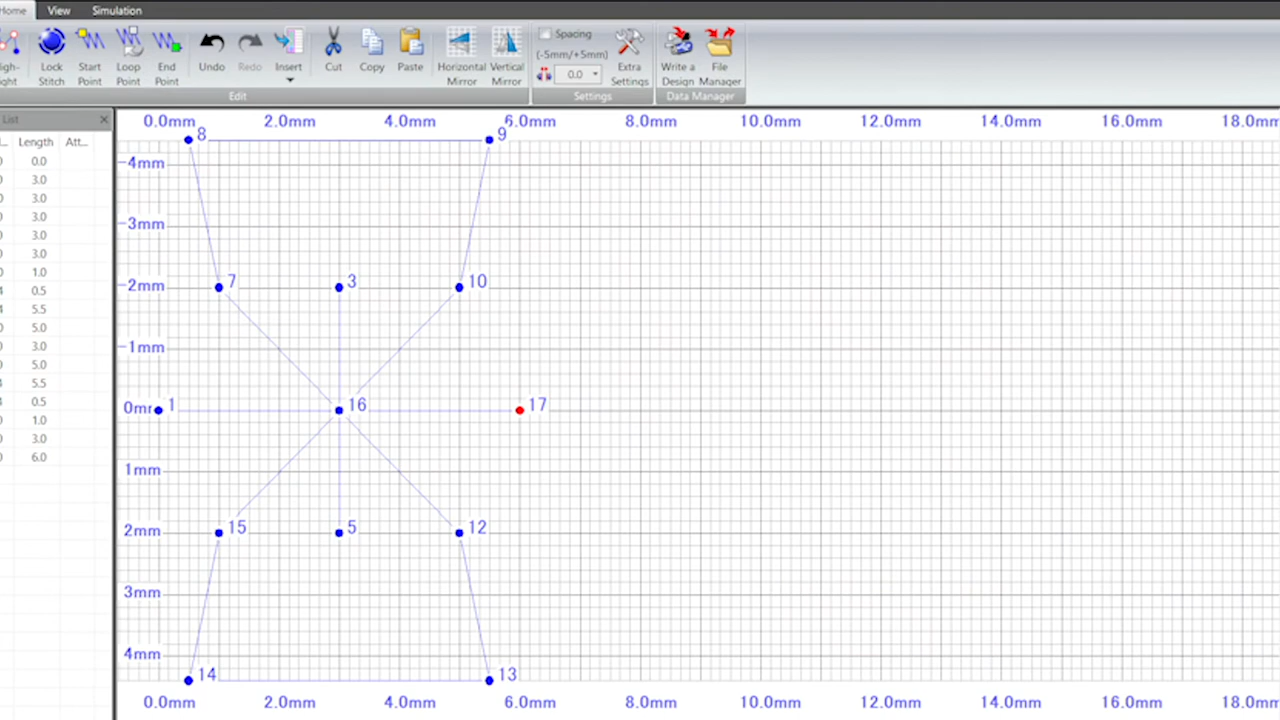 Home View Simulation
Lock Stitch
Start Point
Loop Point
End Point
Undo
Redo
Insert
Cut
Copy
Paste
Horizontal Mirror
Vertical Mirror
Spacing
(-5mm/+5mm)
0.0
Extra Settings
Write a Design
File Manager
Edit Settings Data Manager
List
Length Att...
0.0
3.0
3.0
3.0
3.0
3.0
1.0
0.5
5.5
5.0
3.0
5.0
5.5
0.5
1.0
3.0
6.0
0.0mm 2.0mm 4.0mm 6.0mm 8.0mm 10.0mm 12.0mm 14.0mm 16.0mm 18.0mm
8 9
-4mm
-3mm
7 3 10
-2mm
-1mm
1 16 17
1mm
15 5 12
2mm
3mm
4mm
14 13
0.0mm 2.0mm 4.0mm 6.0mm 8.0mm 10.0mm 12.0mm 14.0mm 16.0mm 18.0mm